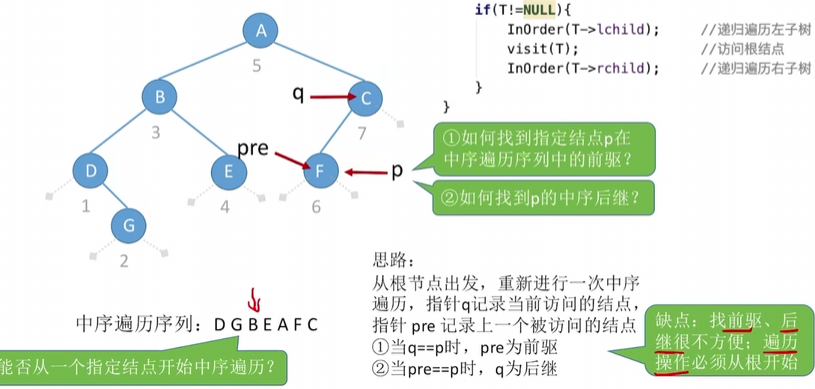 if(T!=NULL){
InOrder(T->lchild); //递归遍历左子树
visit(T); //访问根结点
InOrder(T->rchild); //递归遍历右子树
}
}
A
5
B
3
q
C
7
pre
D
1
E
4
F
6
p
G
2
①如何找到指定结点p在
中序遍历序列中的前驱?
②如何找到p的中序后继?
思路:
从根节点出发,重新进行一次中序
遍历,指针q记录当前访问的结点,
指针 pre 记录上一个被访问的结点
①当q==p时,pre为前驱
②当pre==p时,q为后继
中序遍历序列:D G B E A F C
能否从一个指定结点开始中序遍历?
缺点:找前驱、后
继很不方便;遍历
操作必须从根开始